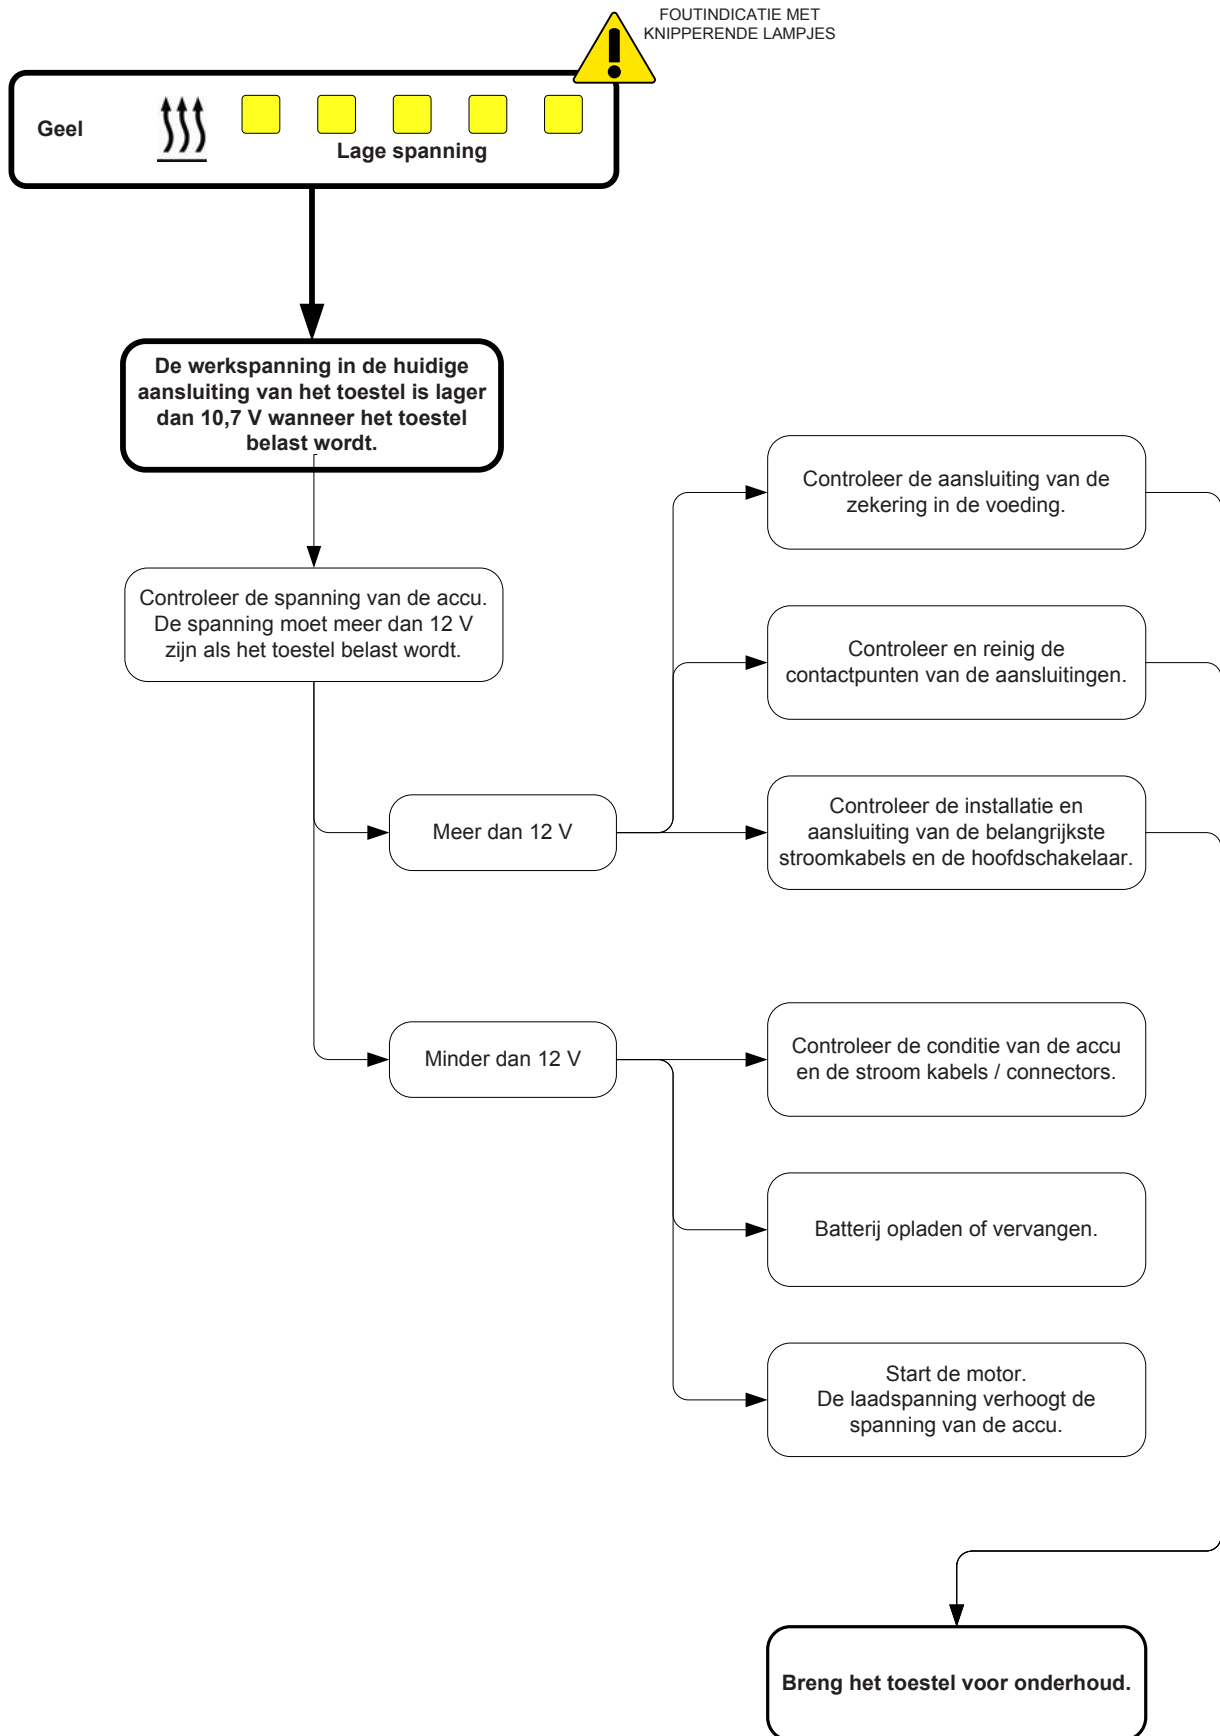 FOUTINDICATIE MET
KNIPPERENDE LAMPJES
Geel
Lage spanning
De werkspanning in de huidige
aansluiting van het toestel is lager
dan 10,7 V wanneer het toestel
belast wordt.
Controleer de spanning van de accu.
De spanning moet meer dan 12 V
zijn als het toestel belast wordt.
Meer dan 12 V
Controleer de aansluiting van de
zekering in de voeding.
Controleer en reinig de
contactpunten van de aansluitingen.
Controleer de installatie en
aansluiting van de belangrijkste
stroomkabels en de hoofdschakelaar.
Minder dan 12 V
Controleer de conditie van de accu
en de stroom kabels / connectors.
Batterij opladen of vervangen.
Start de motor.
De laadspanning verhoogt de
spanning van de accu.
Breng het toestel voor onderhoud.